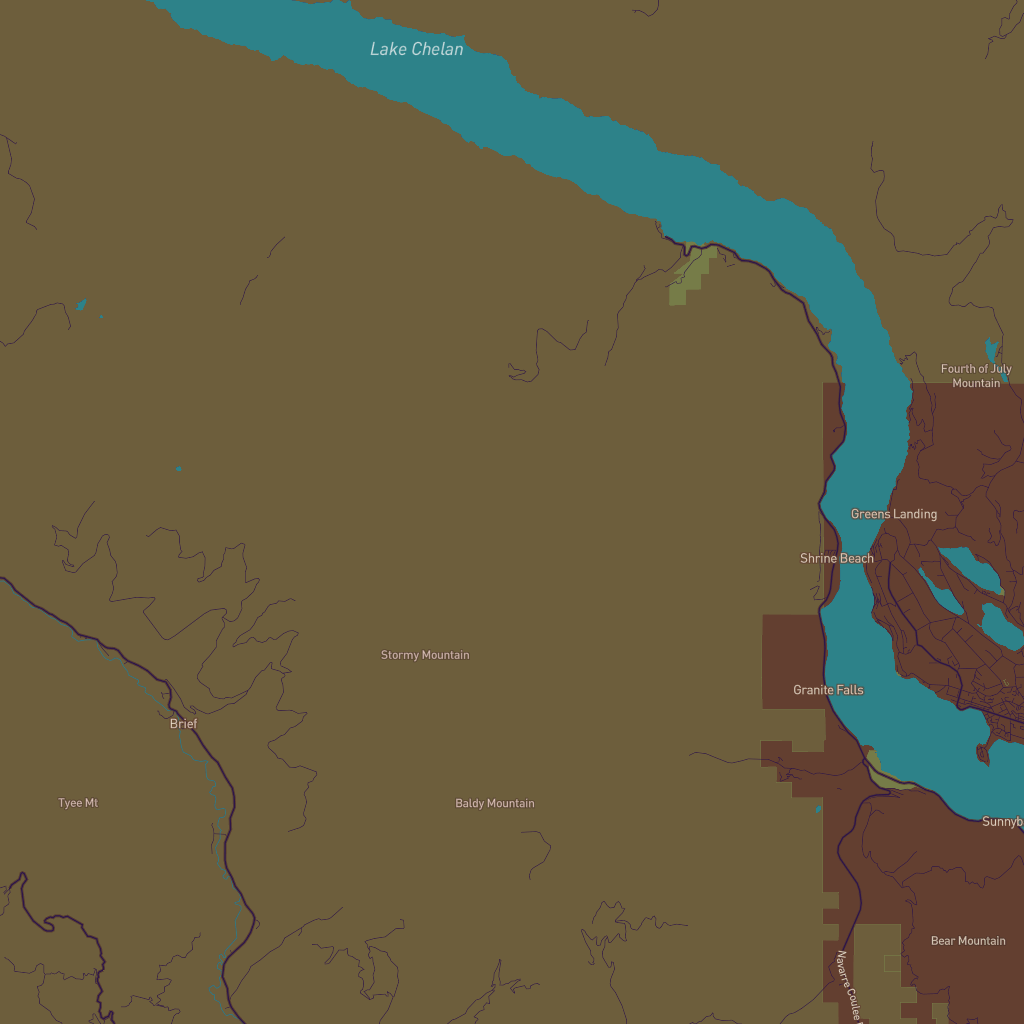 Lake Chelan
Fourth of July
Mountain
Greens Landing
Shrine Beach
Stormy Mountain
Granite Falls
Brief
Tyee Mt
Baldy Mountain
Sunnyb
Bear Mountain
Navarre Coulee